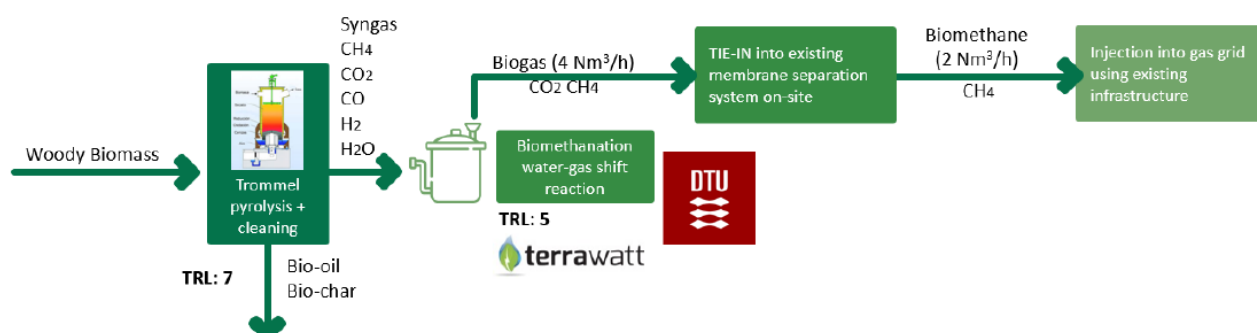 Woody Biomass
Trommel
pyrolysis +
cleaning
TRL: 7
Bio-oil
Bio-char
Syngas
CH4
CO2
CO
H2
H2O
Biogas (4 Nm³/h)
CO2 CH4
Biomethanation
water-gas shift
reaction
TRL: 5
terrawatt
DTU
TIE-IN into existing
membrane separation
system on-site
Biomethane
(2 Nm³/h)
CH4
Injection into gas grid
using existing
infrastructure